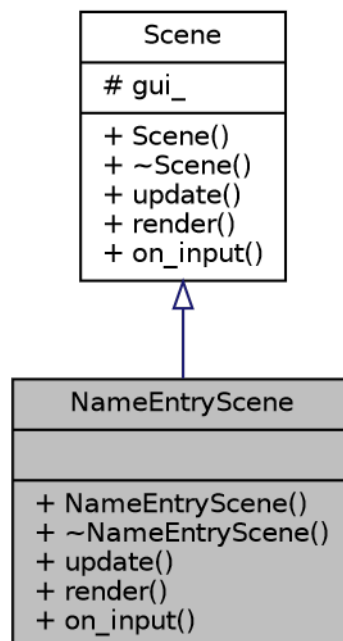 Scene
# gui_
+ Scene()
+ ~Scene()
+ update()
+ render()
+ on_input()
NameEntryScene
+ NameEntryScene()
+ ~NameEntryScene()
+ update()
+ render()
+ on_input()